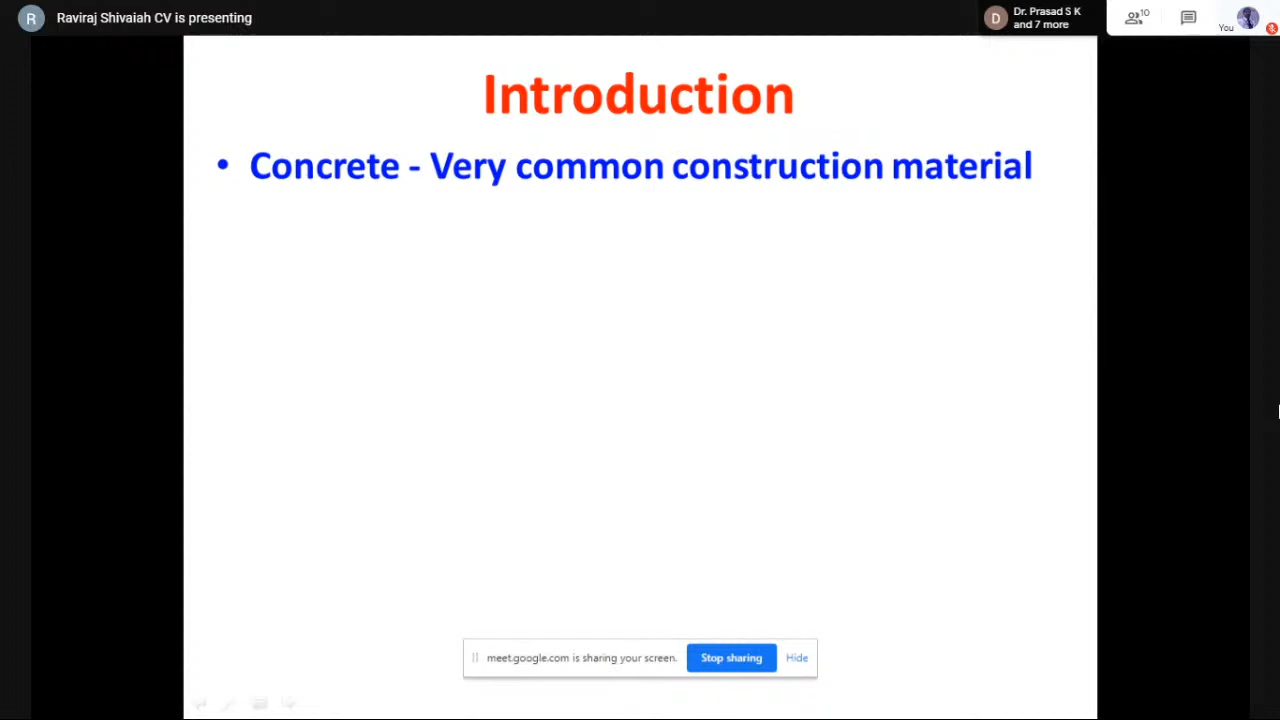 R Raviraj Shivaiah CV is presenting
D Dr. Prasad S K
and 7 more
10
You
Introduction
• Concrete - Very common construction material
meet.google.com is sharing your screen. Stop sharing Hide